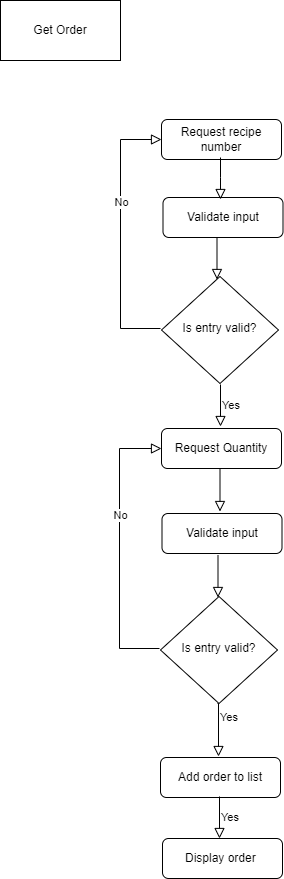 Get Order
Request recipe
number
No
Validate input
Is entry valid?
Yes
Request Quantity
No
Validate input
Is entry valid?
Yes
Add order to list
Yes
Display order